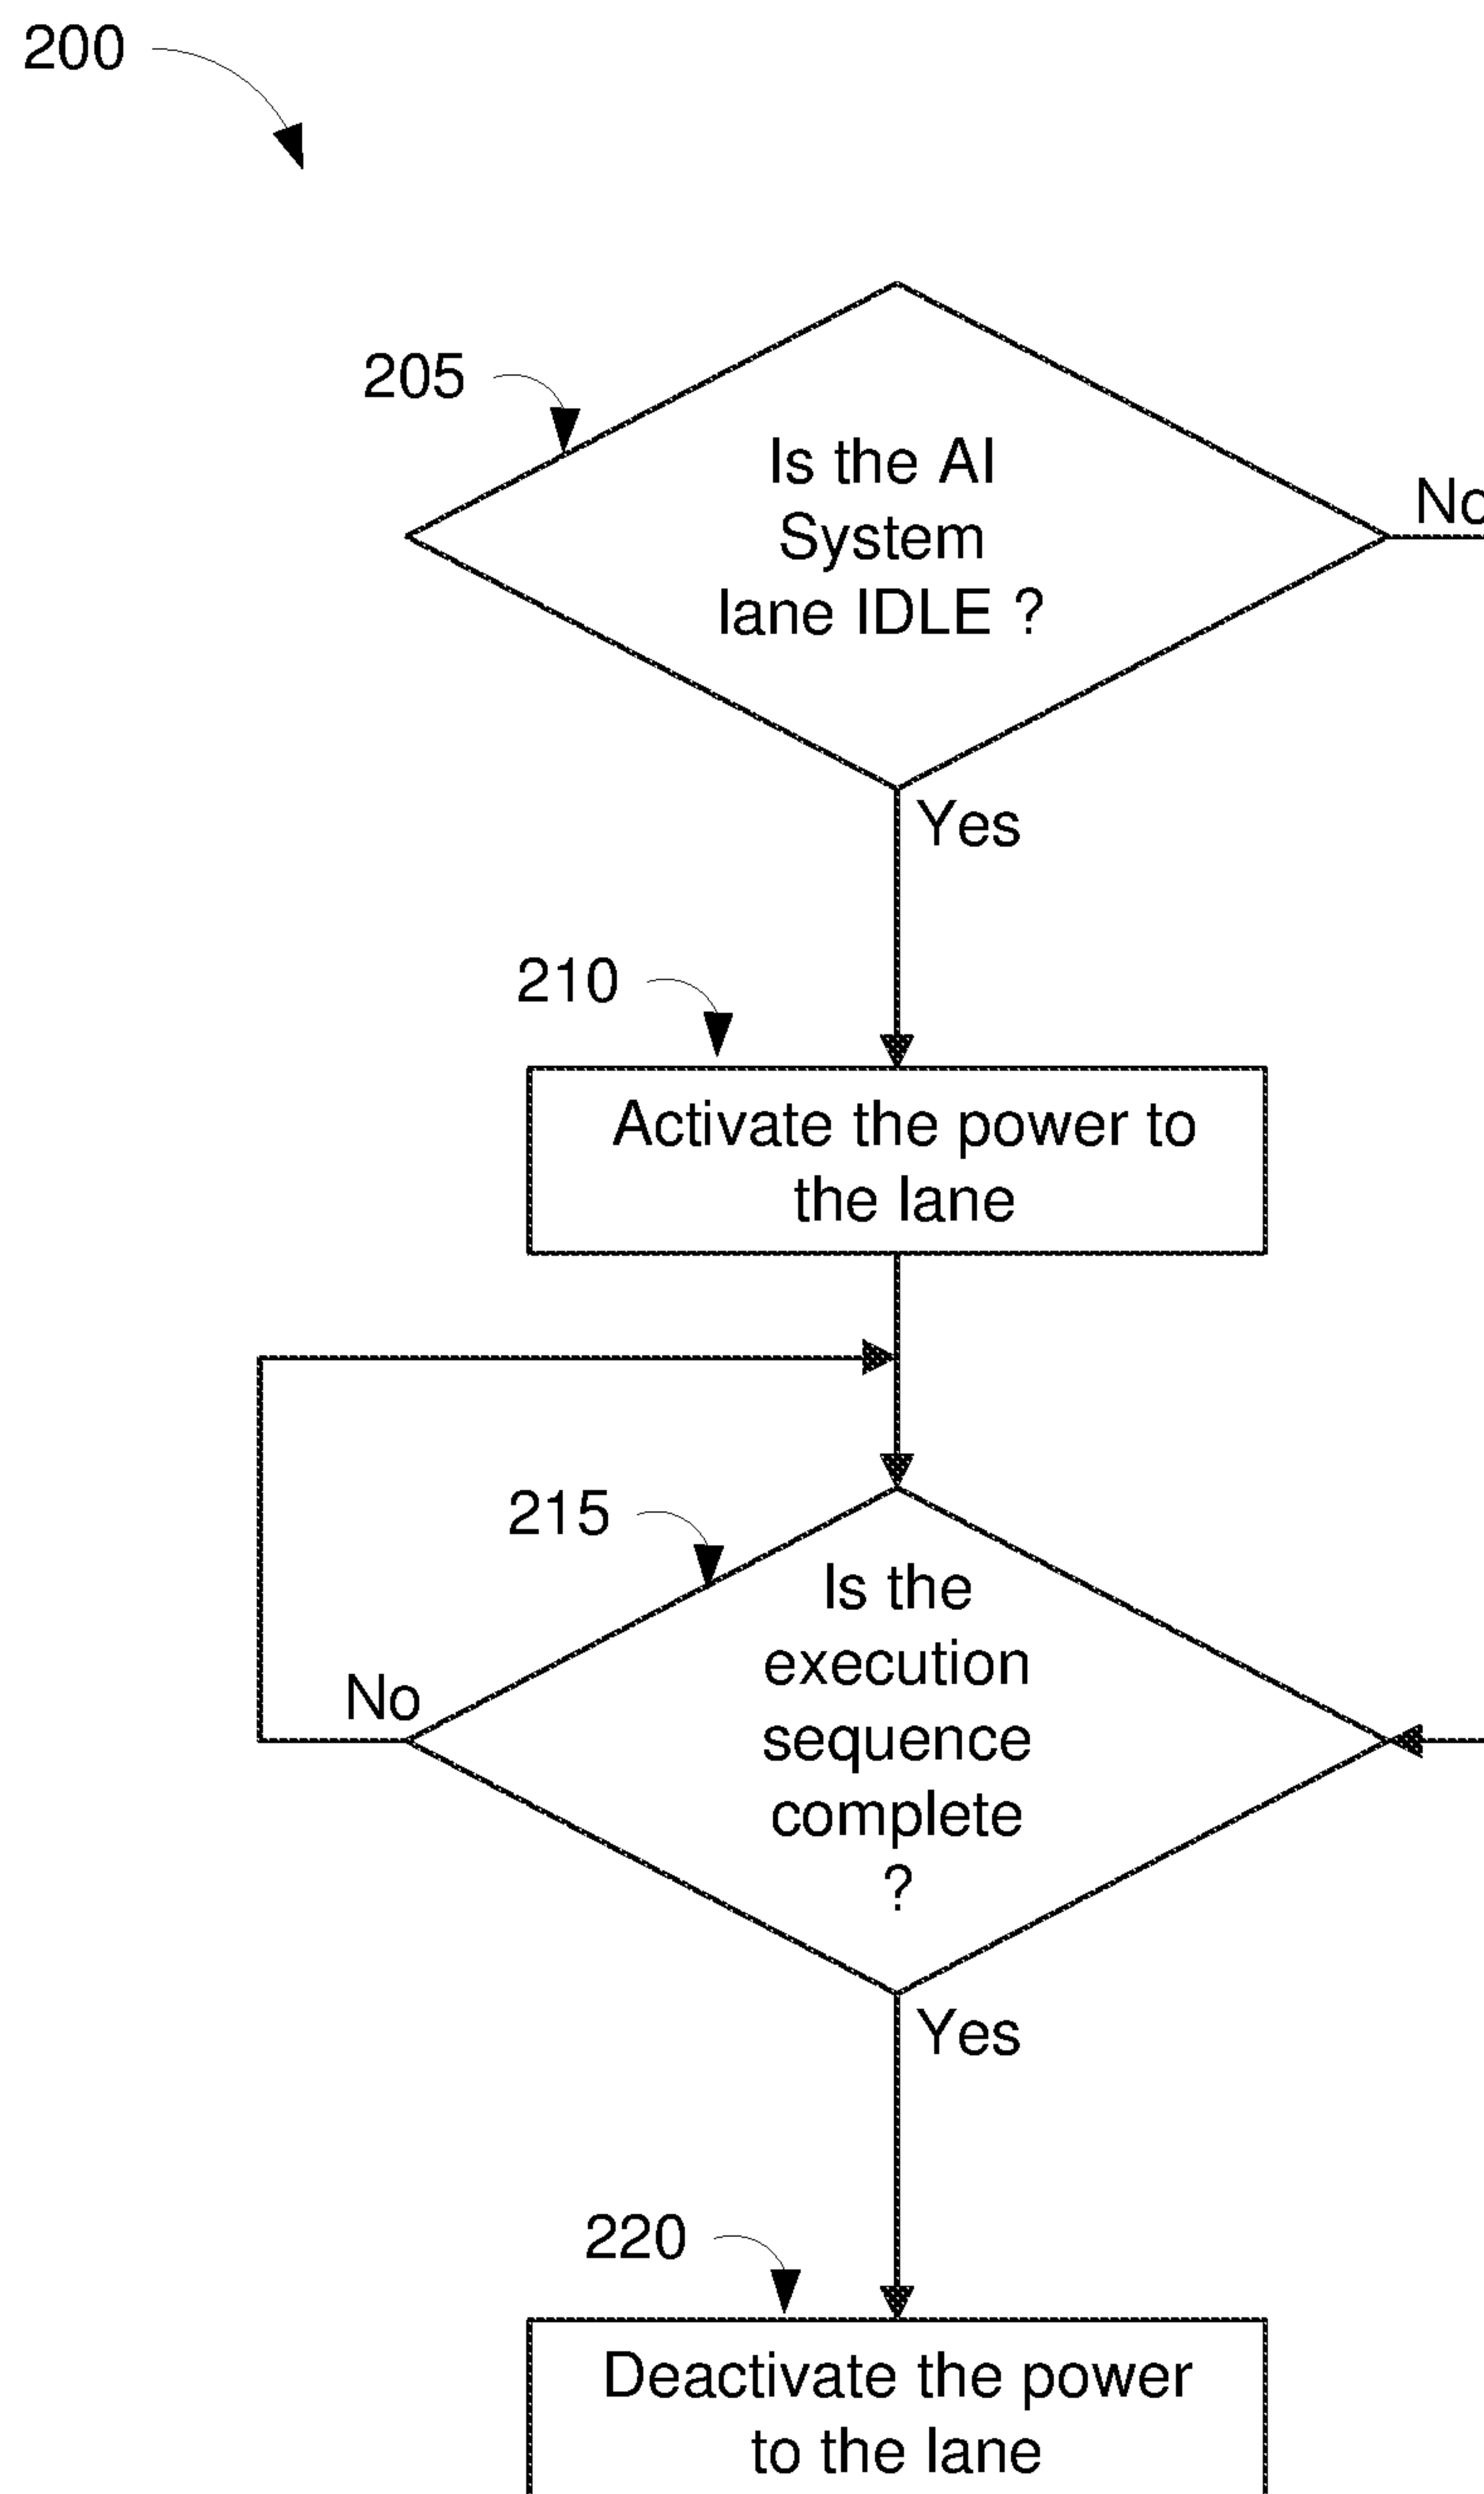 200
205
Is the AI
System
lane IDLE ?
No
Yes
210
Activate the power to
the lane
215
Is the
execution
sequence
complete
?
No
Yes
220
Deactivate the power
to the lane